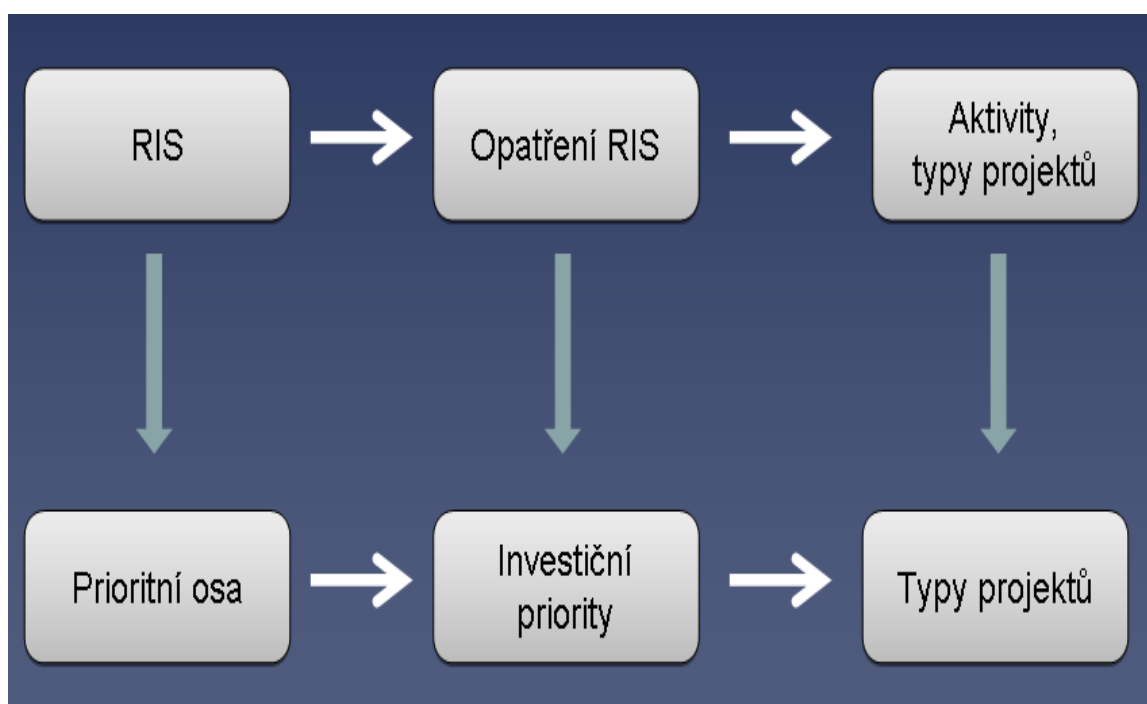 RIS
Opatření RIS
Aktivity,
typy projektů
Prioritní osa
Investiční
priority
Typy projektů